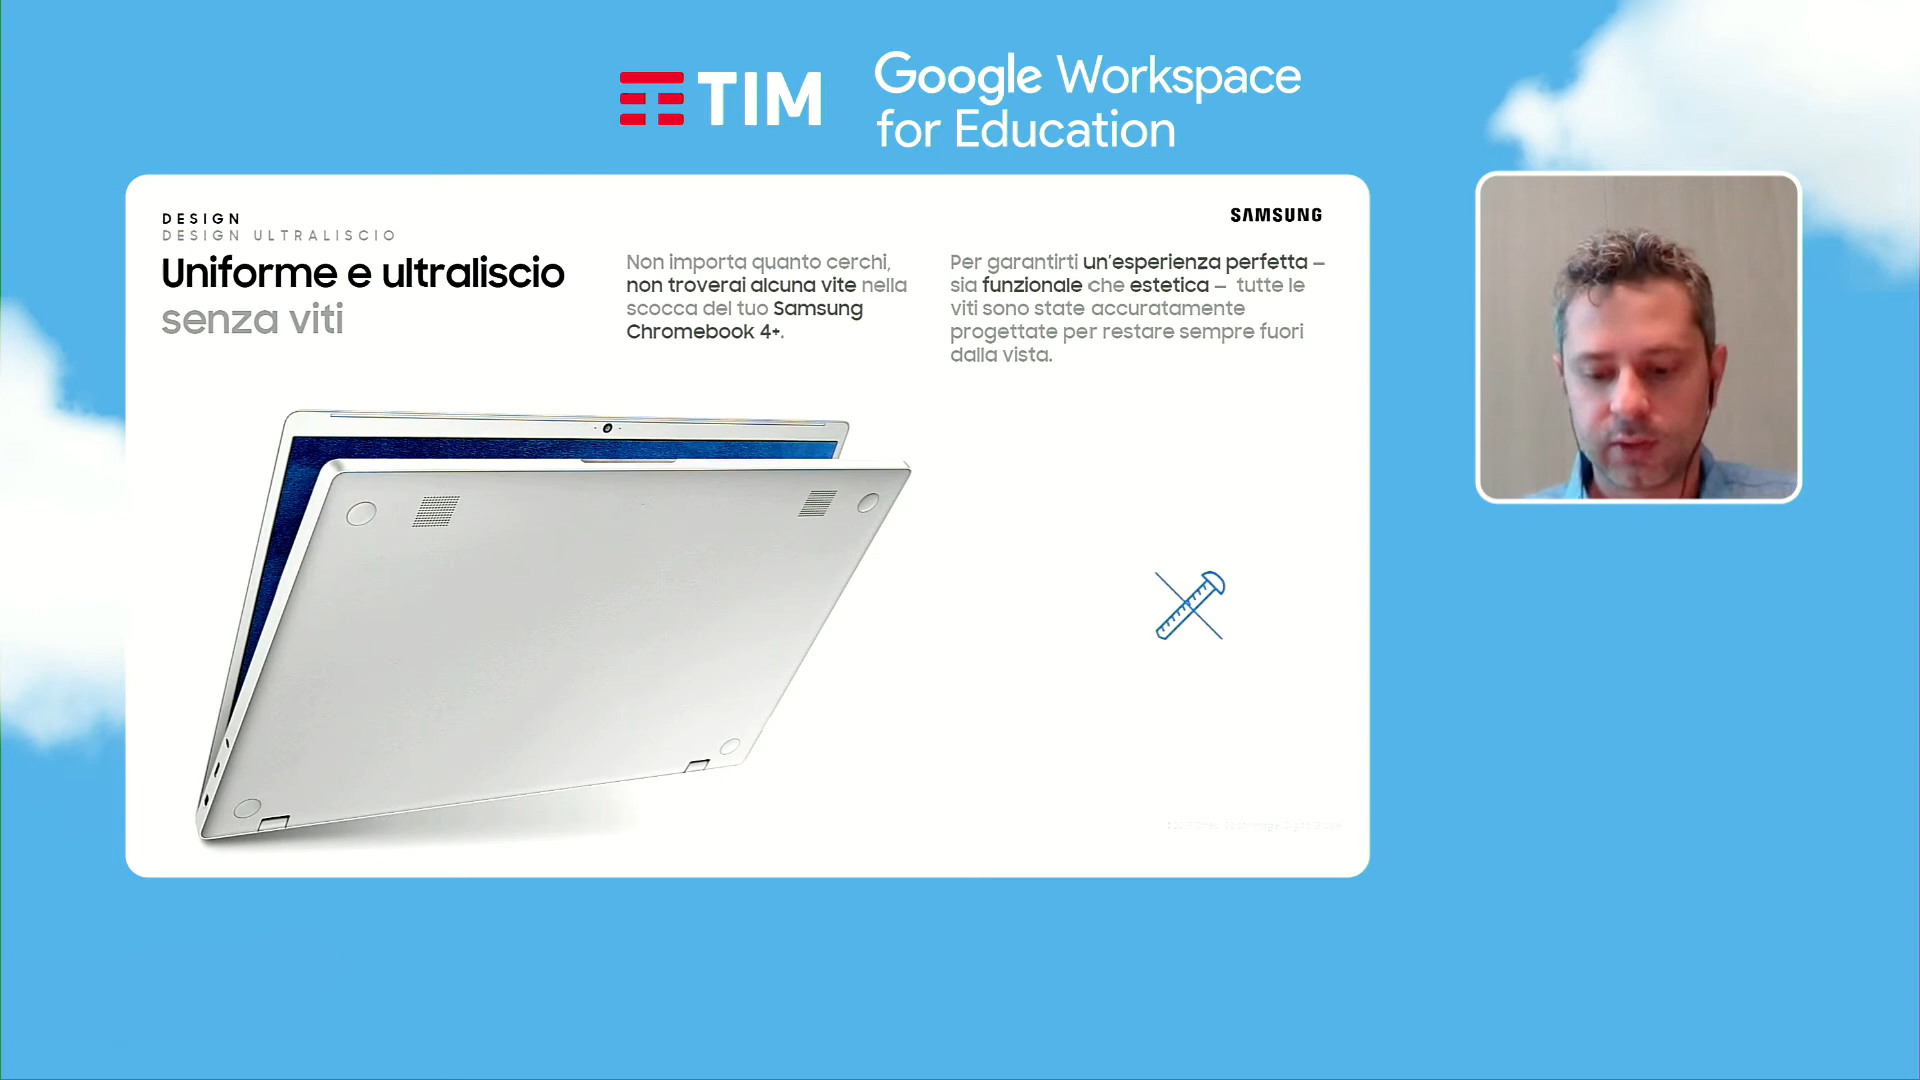 TIM
Google Workspace
for Education
DESIGN
DESIGN ULTRALISCIO
Uniforme e ultraliscio
senza viti
Non importa quanto cerchi,
non troverai alcuna vite nella
scocca del tuo Samsung
Chromebook 4+.
SAMSUNG
Per garantirti un'esperienza perfetta –
sia funzionale che estetica – tutte le
viti sono state accuratamente
progettate per restare sempre fuori
dalla vista.